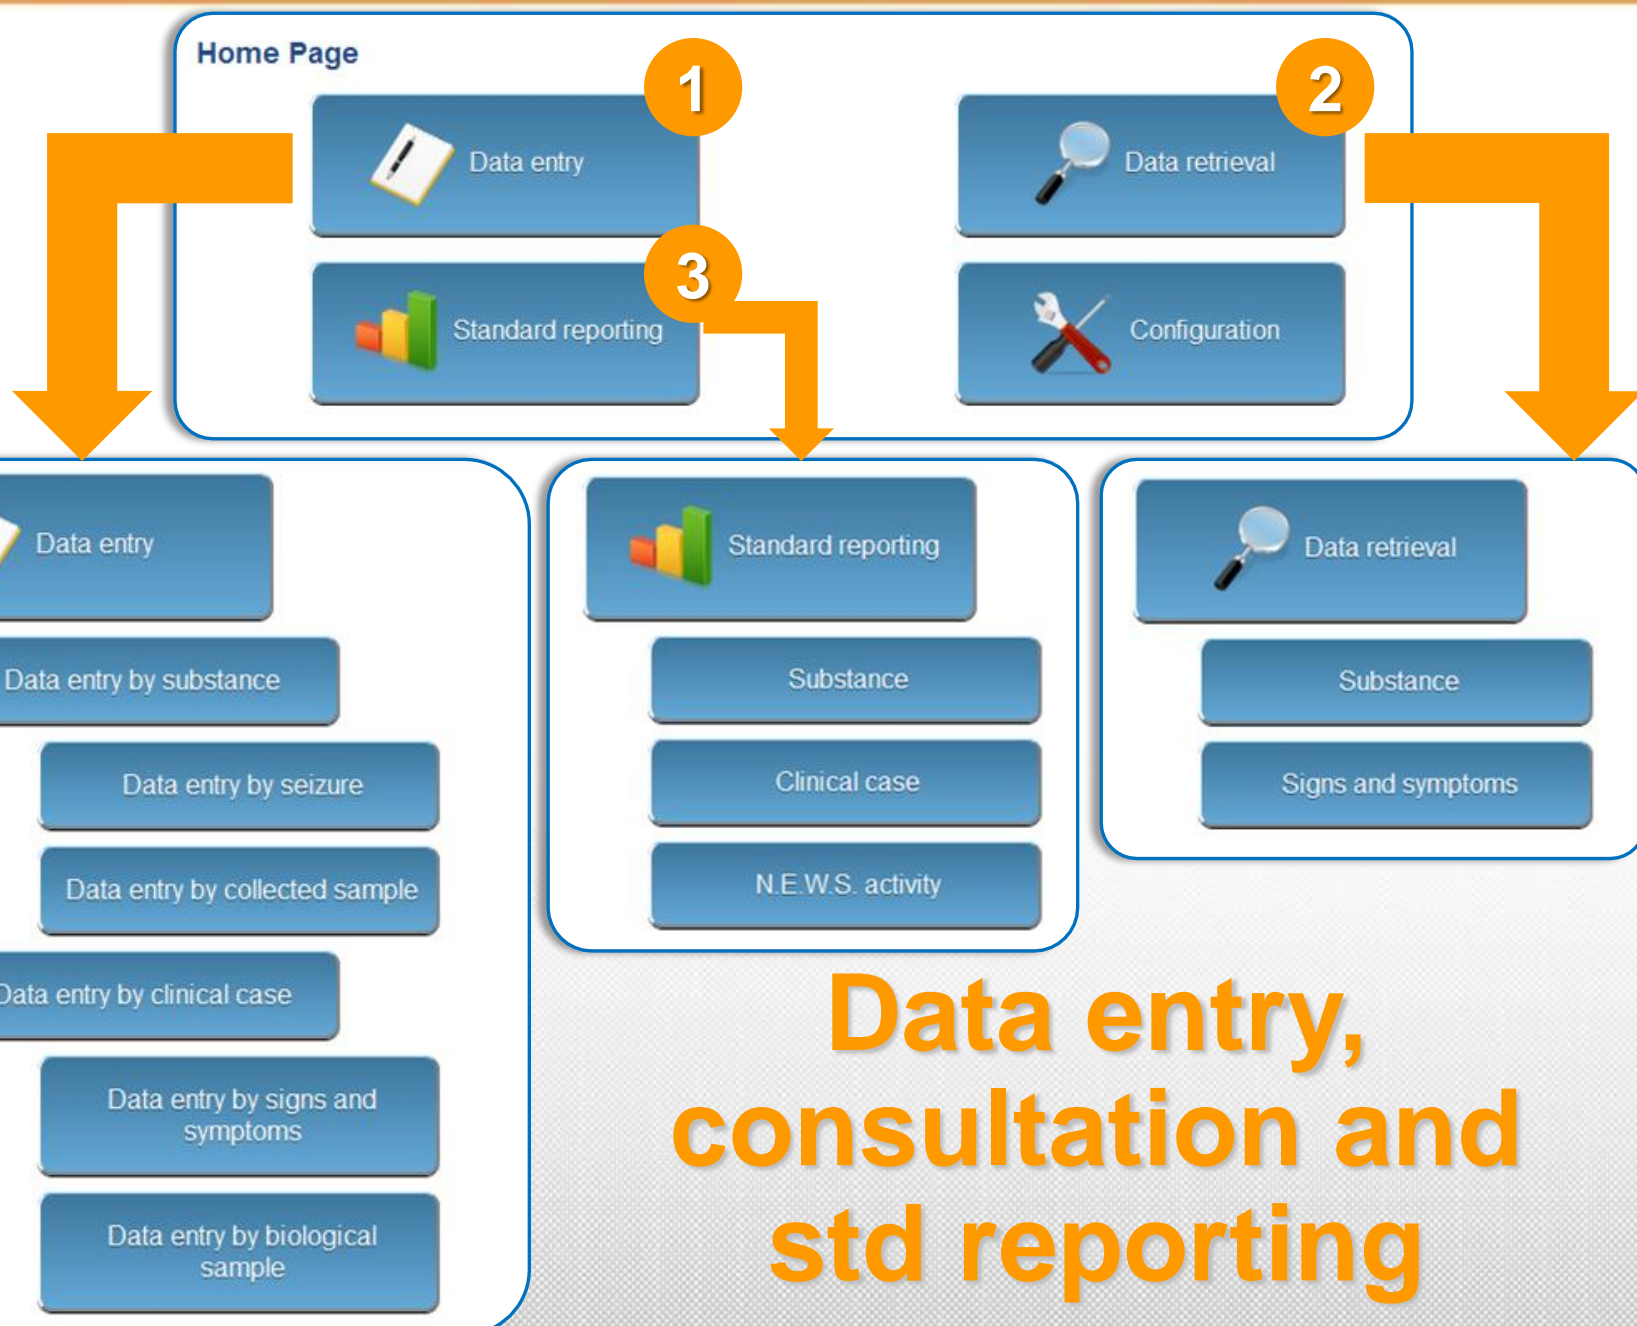 Home Page
1
Data entry
2
Data retrieval
3
Standard reporting
Configuration
Data entry
Data entry by substance
Data entry by seizure
Data entry by collected sample
Data entry by clinical case
Data entry by signs and
symptoms
Data entry by biological
sample
Standard reporting
Substance
Clinical case
N.E.W.S. activity
Data retrieval
Substance
Signs and symptoms
Data entry,
consultation and
std reporting